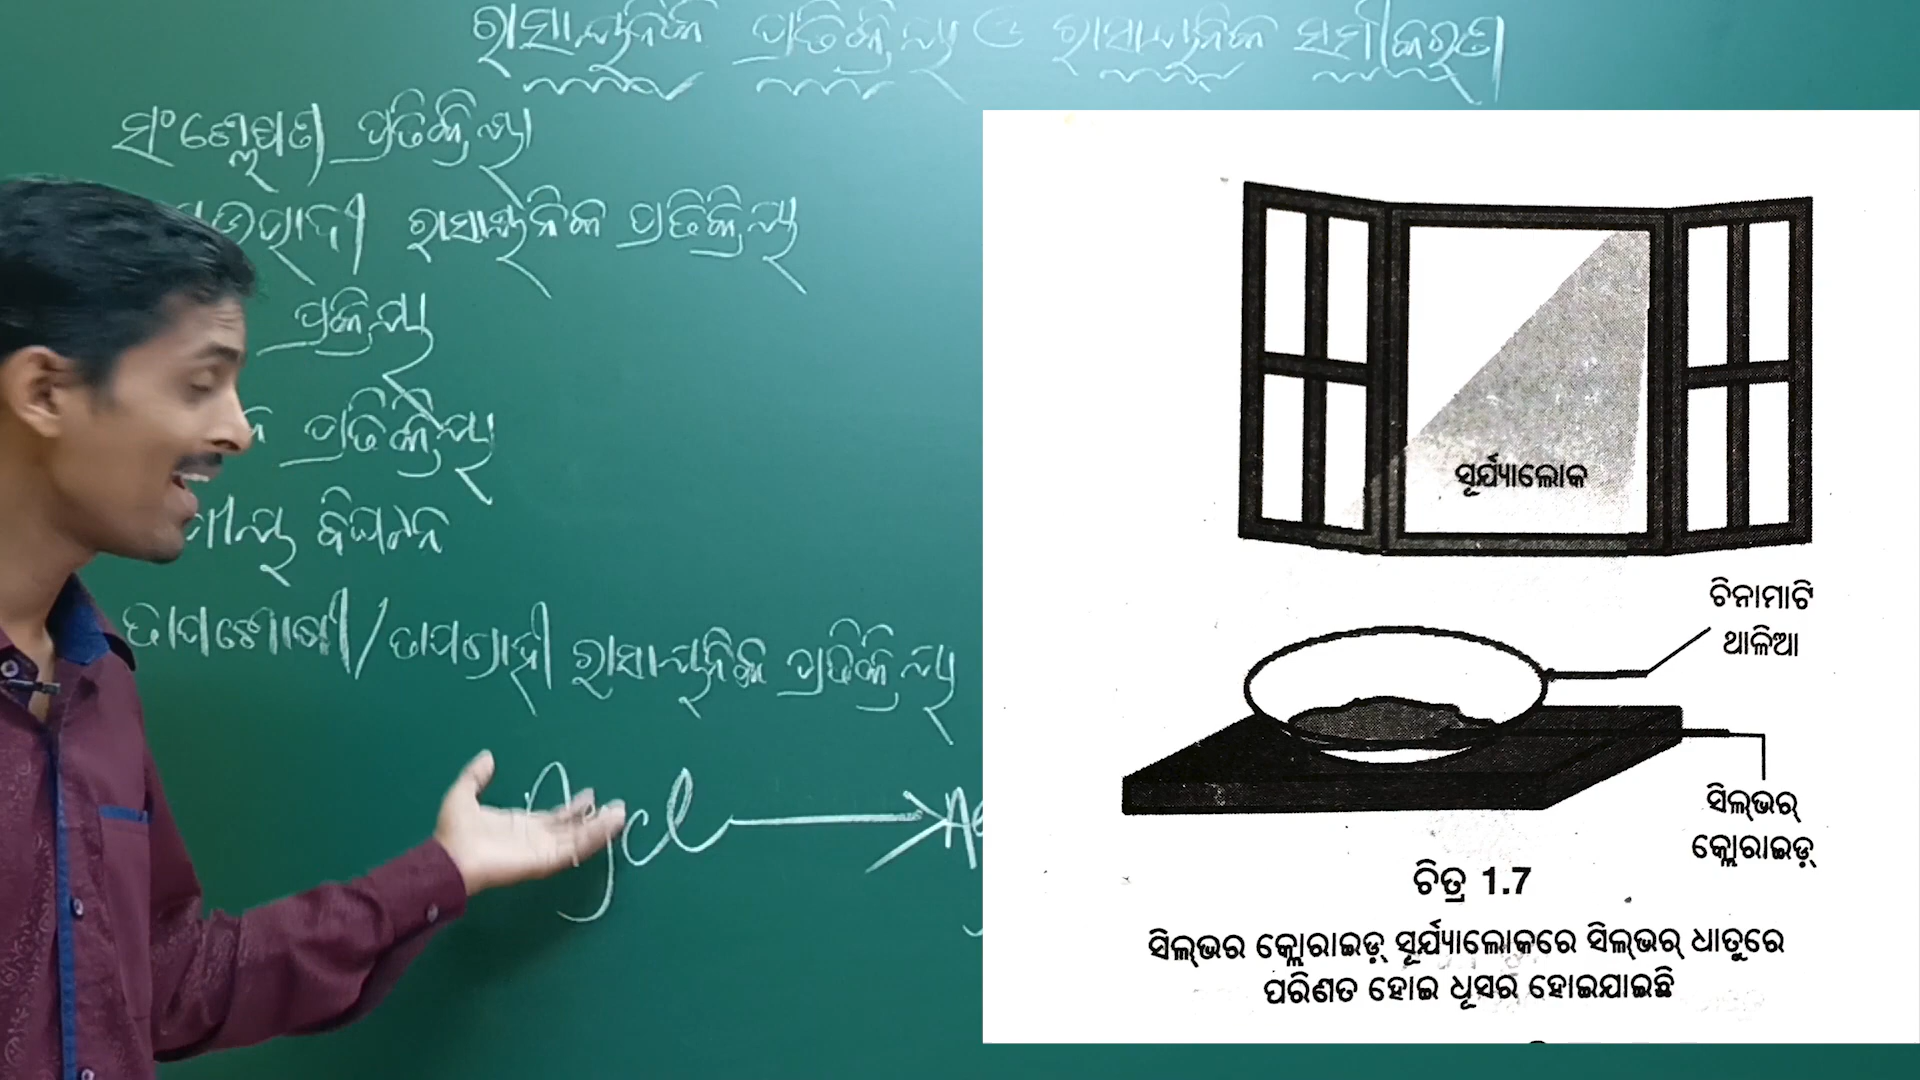 ରାସାୟନିକ ପ୍ରତିକ୍ରିୟା ଓ ରାସାୟନିକ ସମୀକରଣ
ସଂଶ୍ଳେଷଣ ପ୍ରତିକ୍ରିୟା
ରାସାୟନିକ ପ୍ରତିକ୍ରିୟା
ପ୍ରକ୍ରିୟା
ପ୍ରତିକ୍ରିୟା
ବିଘଟନ
ତାପଶୋଷୀ/ତାପଗ୍ରାହୀ ରାସାୟନିକ ପ୍ରତିକ୍ରିୟା
Agcl →
ସୂର୍ଯ୍ୟାଲୋକ
ଚିନାମାଟି
ଥାଳିଆ
ସିଲ୍‌ଭର୍
କ୍ଲୋରାଇଡ଼୍
ଚିତ୍ର 1.7
ସିଲ୍‌ଭର କ୍ଲୋରାଇଡ଼୍ ସୂର୍ଯ୍ୟାଲୋକରେ ସିଲ୍‌ଭର୍ ଧାତୁରେ
ପରିଣତ ହୋଇ ଧୂସର ହୋଇଯାଇଛି